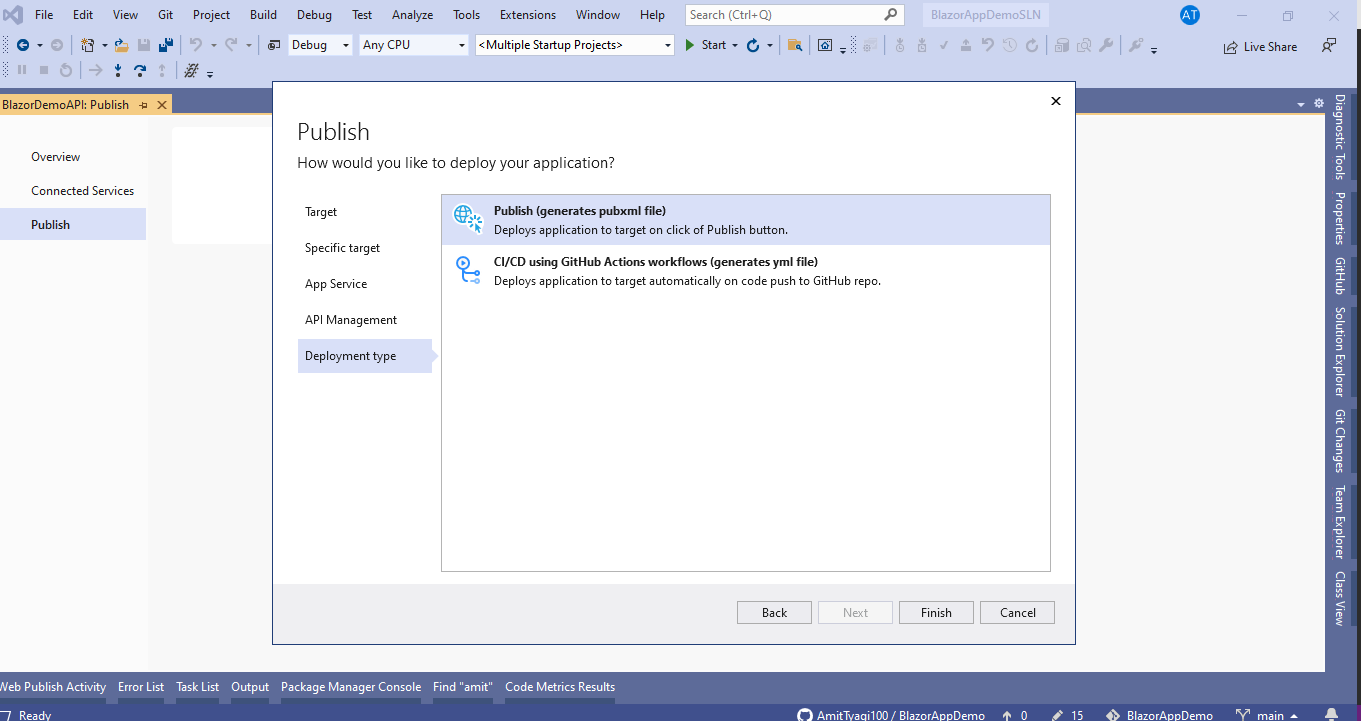 File Edit View Git Project Build Debug Test Analyze Tools Extensions Window Help Search (Ctrl+Q) BlazorAppDemoSLN AT
Debug Any CPU <Multiple Startup Projects> Start Live Share
BlazorDemoAPI: Publish
Overview
Connected Services
Publish
Publish
How would you like to deploy your application?
Target
Specific target
App Service
API Management
Deployment type
Publish (generates pubxml file)
Deploys application to target on click of Publish button.
CI/CD using GitHub Actions workflows (generates yml file)
Deploys application to target automatically on code push to GitHub repo.
Back Next Finish Cancel
Diagnostic Tools
Properties
GitHub
Solution Explorer
Git Changes
Team Explorer
Class View
Web Publish Activity Error List Task List Output Package Manager Console Find "amit" Code Metrics Results
Ready AmitTyagi100 / BlazorAppDemo 0 15 BlazorAppDemo main